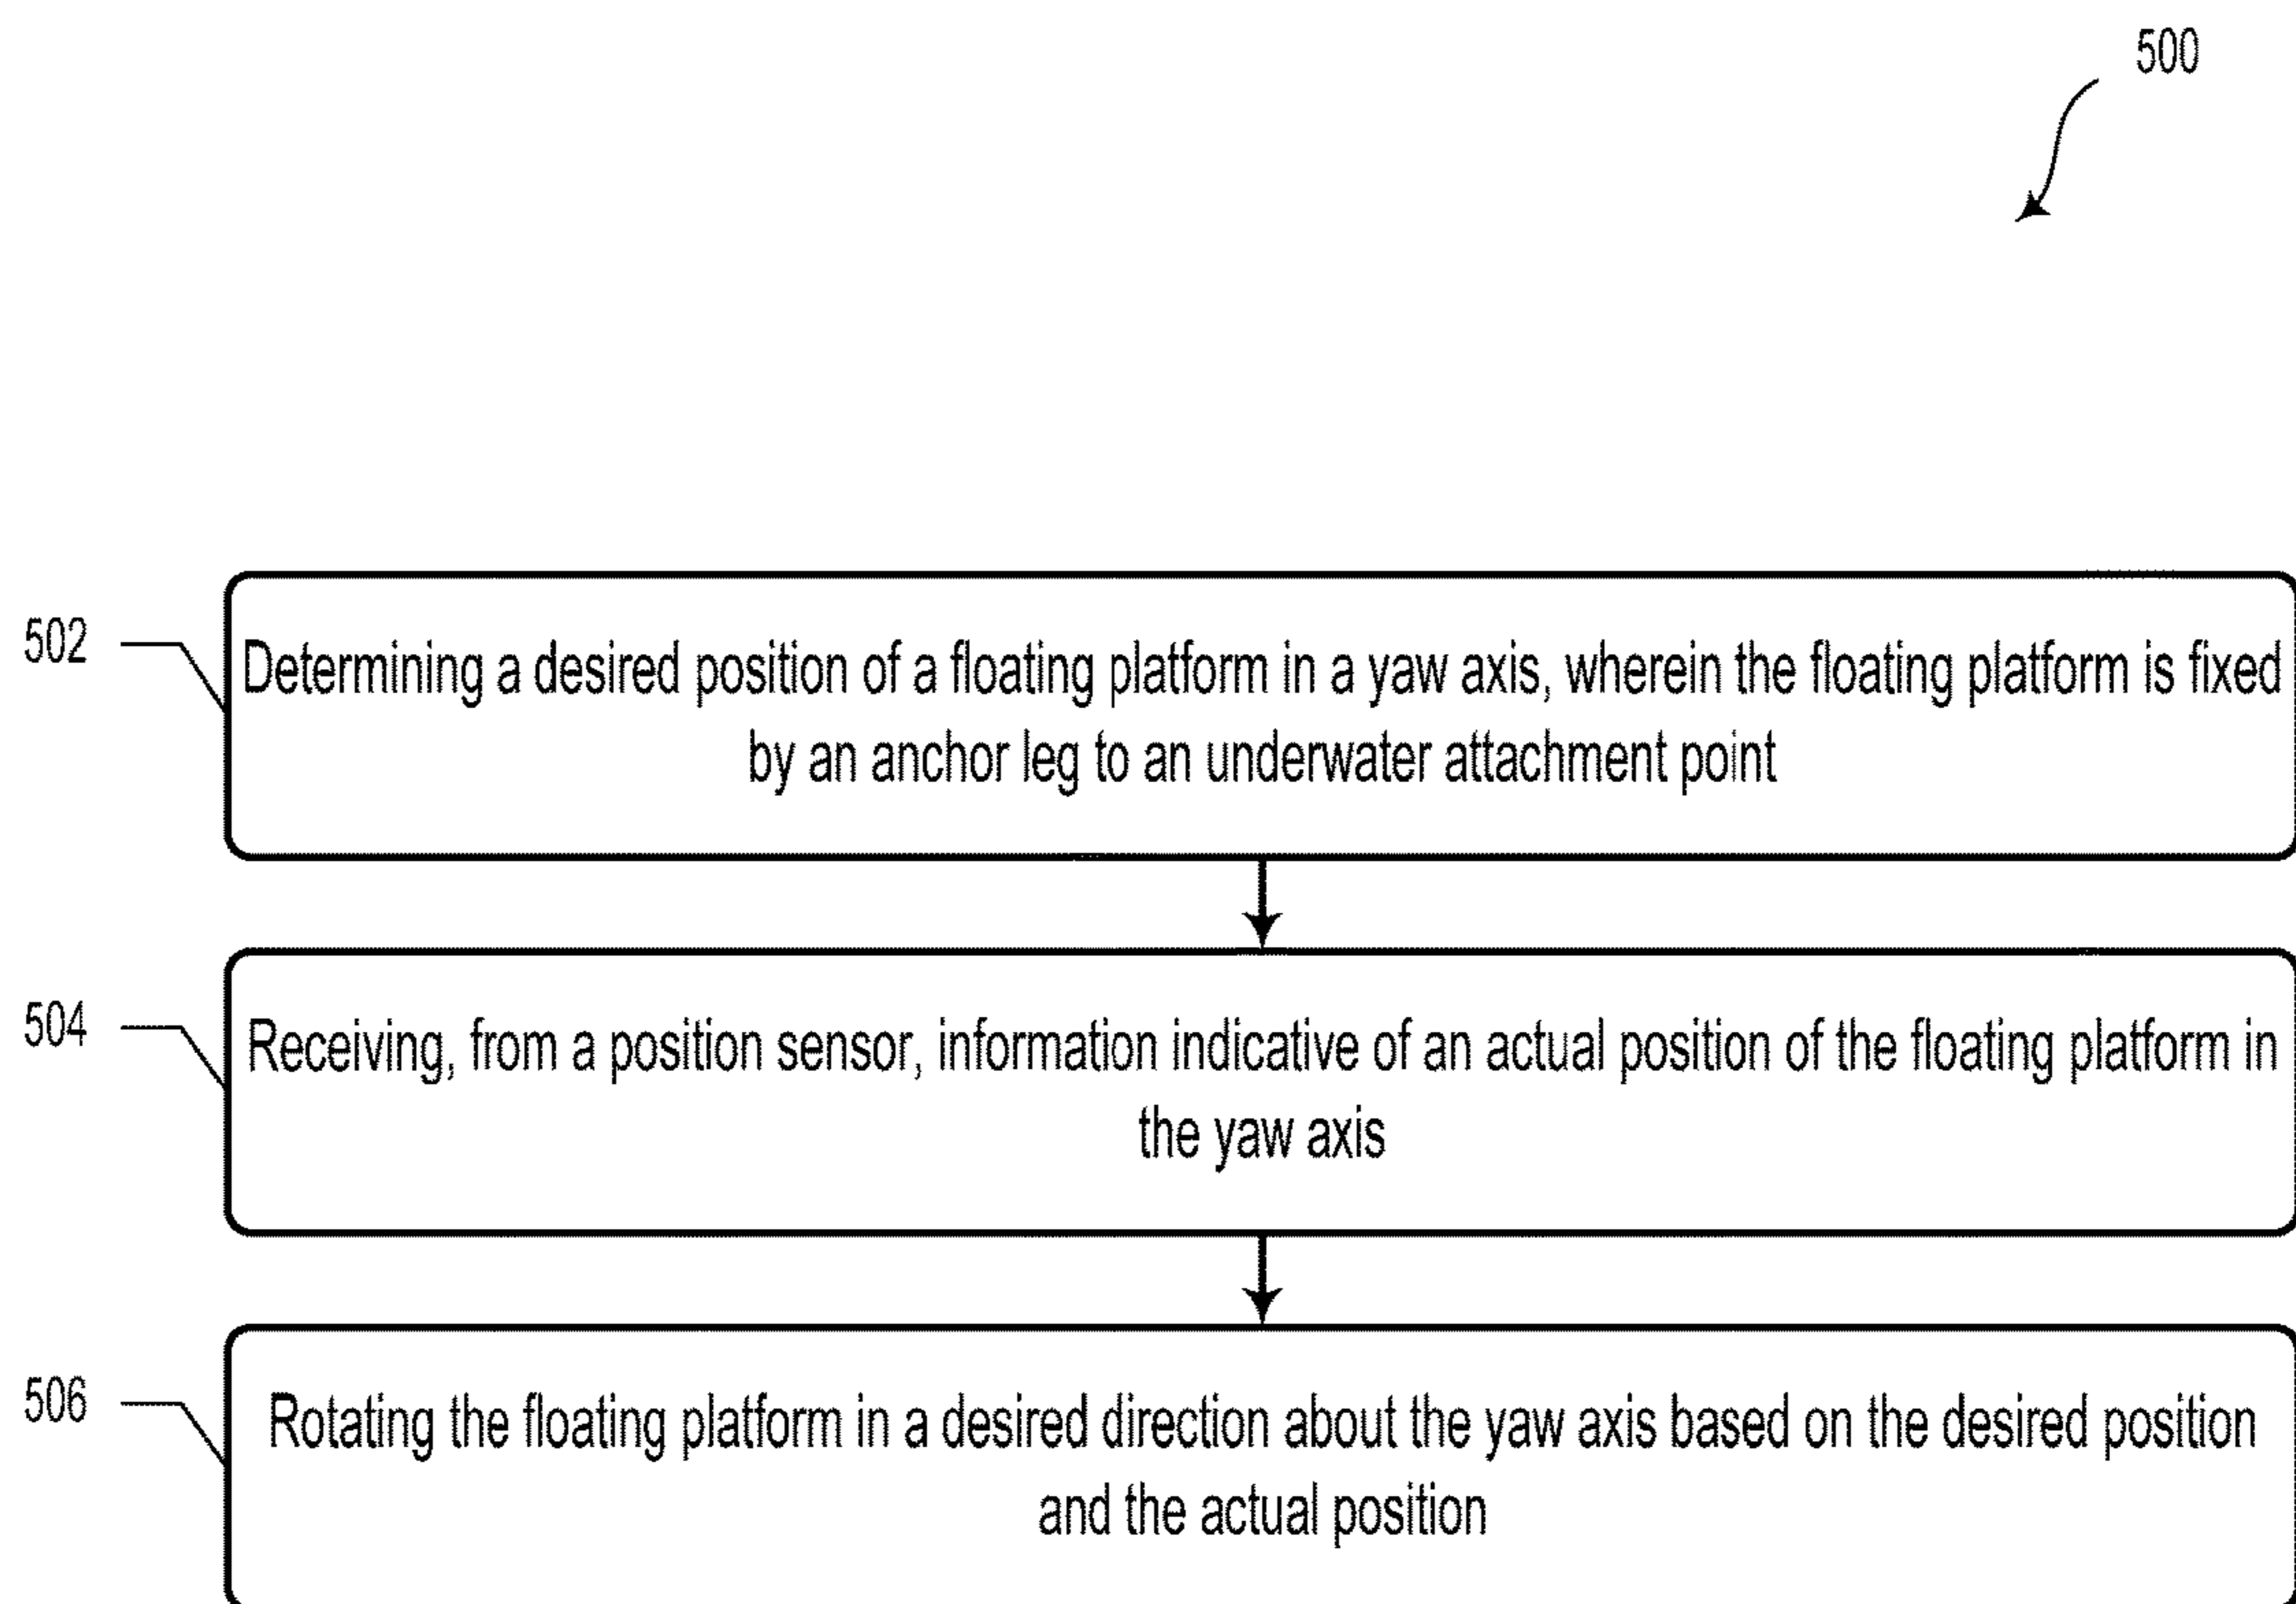 500
502
Determining a desired position of a floating platform in a yaw axis, wherein the floating platform is fixed
by an anchor leg to an underwater attachment point
504
Receiving, from a position sensor, information indicative of an actual position of the floating platform in
the yaw axis
506
Rotating the floating platform in a desired direction about the yaw axis based on the desired position
and the actual position